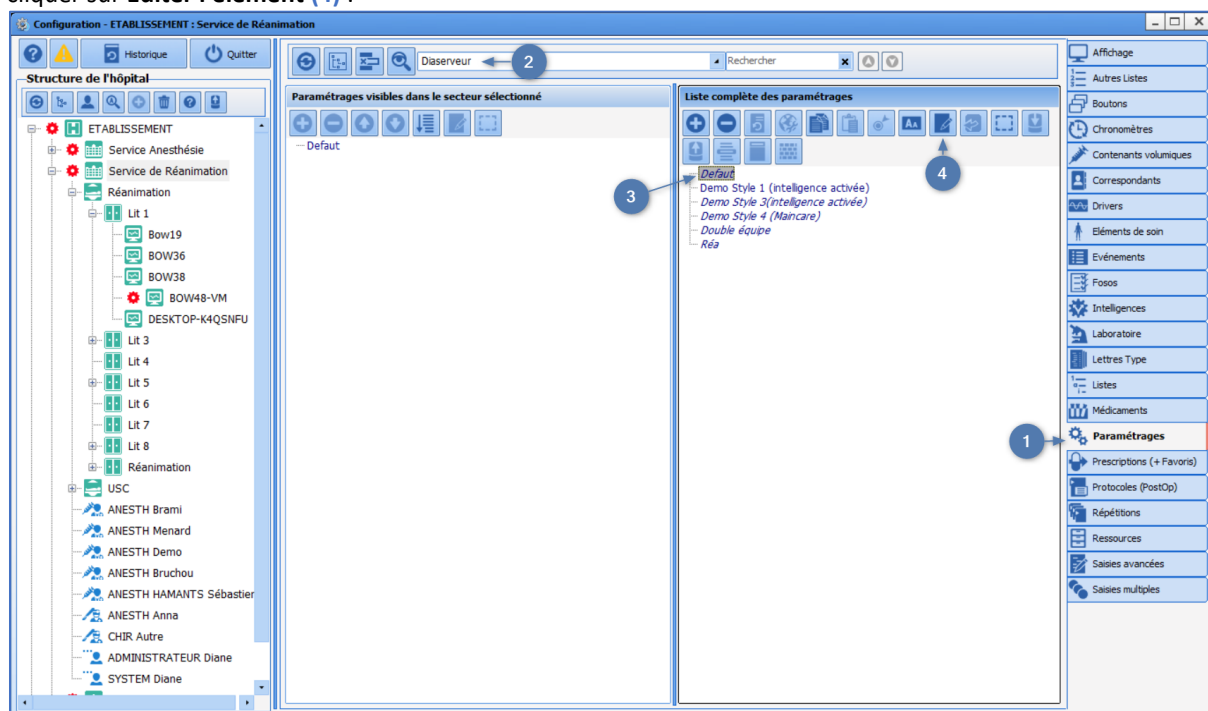 cliquer sur Editer l'élément (4) :
Configuration - ETABLISSEMENT : Service de Réanimation
Historique
Quitter
Structure de l'hôpital
ETABLISSEMENT
Service Anesthésie
Service de Réanimation
Réanimation
Lit 1
Bow19
BOW36
BOW38
BOW48-VM
DESKTOP-K4QSNFU
Lit 3
Lit 4
Lit 5
Lit 6
Lit 7
Lit 8
Réanimation
USC
ANESTH Brami
ANESTH Menard
ANESTH Demo
ANESTH Bruchou
ANESTH HAMANTS Sébastier
ANESTH Anna
CHIR Autre
ADMINISTRATEUR Diane
SYSTEM Diane
Diaserveur
2
Rechercher
Paramétrages visibles dans le secteur sélectionné
Defaut
Liste complète des paramétrages
AA
4
3
Defaut
Demo Style 1 (intelligence activée)
Demo Style 3(intelligence activée)
Demo Style 4 (Maincare)
Double équipe
Réa
Affichage
Autres Listes
Boutons
Chronomètres
Contenants volumiques
Correspondants
Drivers
Eléments de soin
Evénements
Fosos
Intelligences
Laboratoire
Lettres Type
Listes
Médicaments
1
Paramétrages
Prescriptions (+ Favoris)
Protocoles (PostOp)
Répétitions
Ressources
Saisies avancées
Saisies multiples